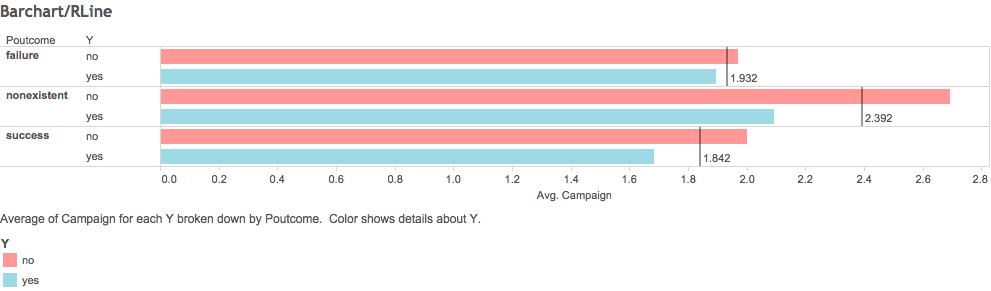 Barchart/RLine
Poutcome Y
failure no
yes
1.932
nonexistent no
yes
2.392
success no
yes
1.842
0.0 0.2 0.4 0.6 0.8 1.0 1.2 1.4 1.6 1.8 2.0 2.2 2.4 2.6 2.8
Avg. Campaign
Average of Campaign for each Y broken down by Poutcome. Color shows details about Y.
Y
no
yes